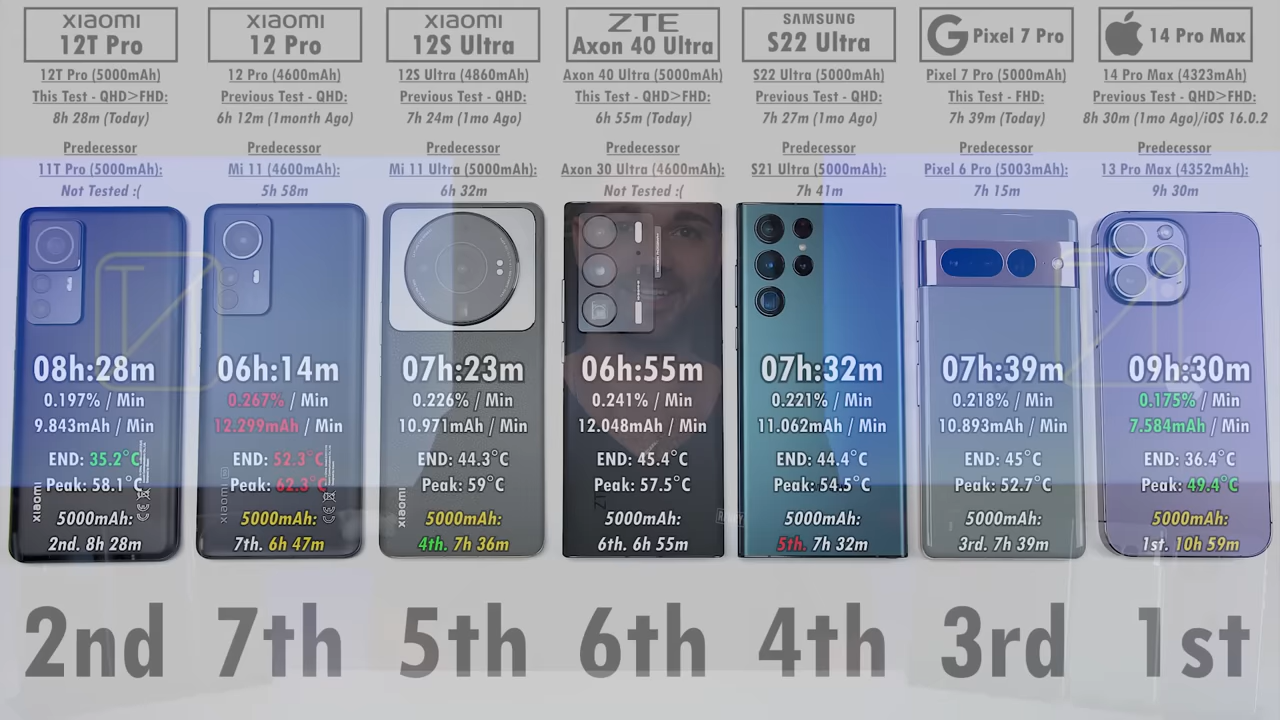 xiaomi
12T Pro
12T Pro (5000mAh)
This Test - QHD>FHD:
8h 28m (Today)
Predecessor
11T Pro (5000mAh):
Not Tested :(
08h:28m
0.197% / Min
9.843mAh / Min
END: 35.2°C
Peak: 58.1°C
xiaomi
5000mAh:
2nd. 8h 28m
2nd
xiaomi
12 Pro
12 Pro (4600mAh)
Previous Test - QHD:
6h 12m (1month Ago)
Predecessor
Mi 11 (4600mAh):
5h 58m
06h:14m
0.267% / Min
12.299mAh / Min
END: 52.3°C
Peak: 62.3°C
xiaomi
5000mAh:
7th. 6h 47m
7th
xiaomi
12S Ultra
12S Ultra (4860mAh)
Previous Test - QHD:
7h 24m (1mo Ago)
Predecessor
Mi 11 Ultra (5000mAh):
6h 32m
07h:23m
0.226% / Min
10.971mAh / Min
END: 44.3°C
Peak: 59°C
xiaomi
5000mAh:
4th. 7h 36m
5th
ZTE
Axon 40 Ultra
Axon 40 Ultra (5000mAh)
This Test - QHD>FHD:
6h 55m (Today)
Predecessor
Axon 30 Ultra (4600mAh):
Not Tested :(
06h:55m
0.241% / Min
12.048mAh / Min
END: 45.4°C
Peak: 57.5°C
5000mAh:
6th. 6h 55m
6th
SAMSUNG
S22 Ultra
S22 Ultra (5000mAh)
Previous Test - QHD:
7h 27m (1mo Ago)
Predecessor
S21 Ultra (5000mAh):
7h 41m
07h:32m
0.221% / Min
11.062mAh / Min
END: 44.4°C
Peak: 54.5°C
5000mAh:
5th. 7h 32m
4th
G Pixel 7 Pro
Pixel 7 Pro (5000mAh)
This Test - FHD:
7h 39m (Today)
Predecessor
Pixel 6 Pro (5003mAh):
7h 15m
07h:39m
0.218% / Min
10.893mAh / Min
END: 45°C
Peak: 52.7°C
5000mAh:
3rd. 7h 39m
3rd
14 Pro Max
14 Pro Max (4323mAh)
Previous Test - QHD>FHD:
8h 30m (1mo Ago)/iOS 16.0.2
Predecessor
13 Pro Max (4352mAh):
9h 30m
09h:30m
0.175% / Min
7.584mAh / Min
END: 36.4°C
Peak: 49.4°C
5000mAh:
1st. 10h 59m
1st